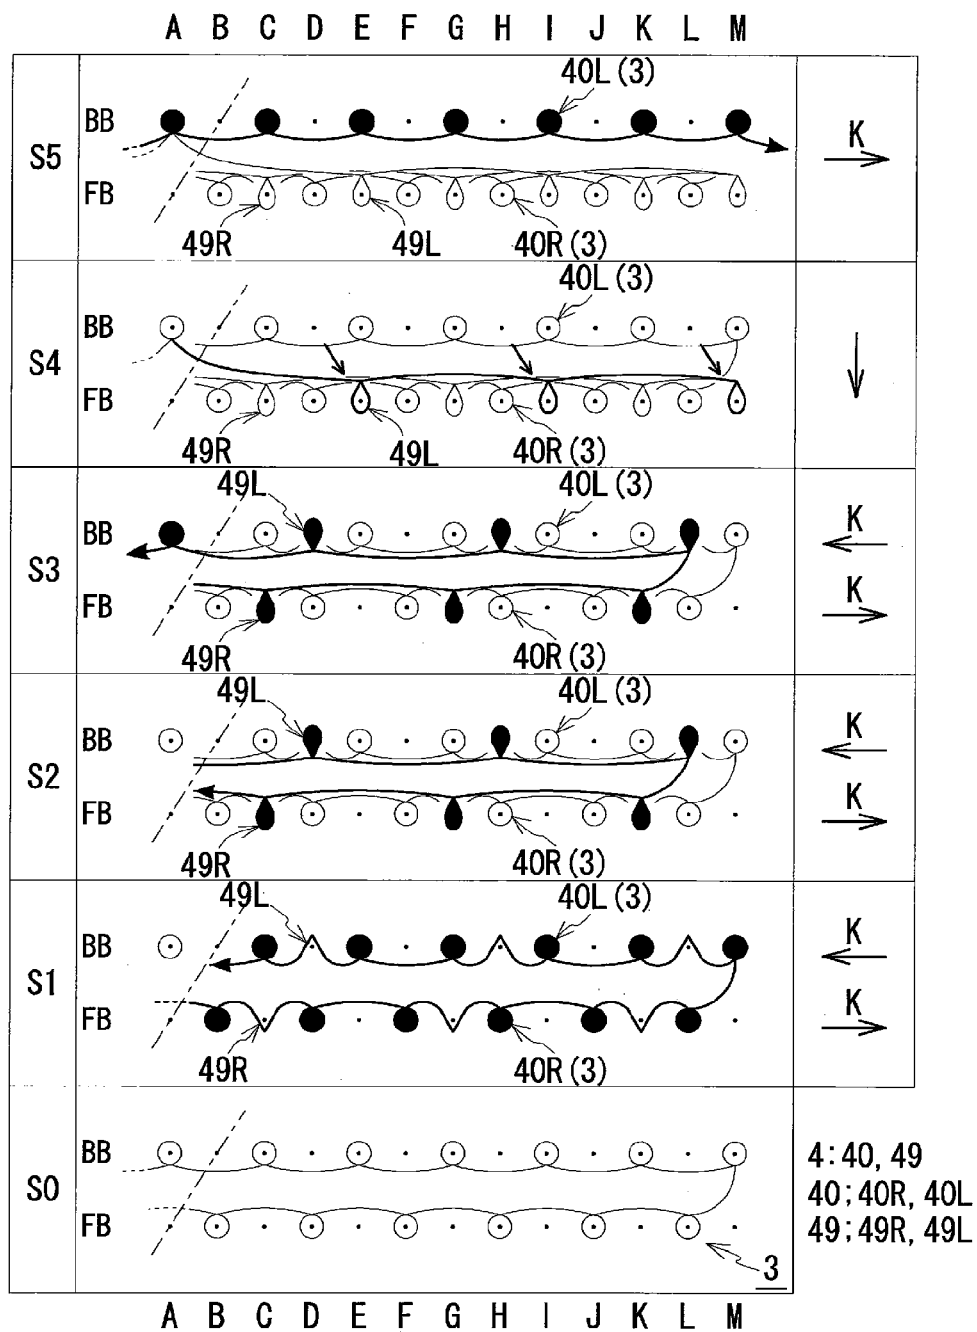 A B C D E F G H I J K L M
40L(3)
BB
K
S5
FB
49R 49L 40R(3)
40L(3)
BB
S4
FB
49R 49L 40R(3)
49L 40L(3)
BB
K
S3
K
FB
49R 40R(3)
49L 40L(3)
BB
K
S2
K
FB
49R 40R(3)
49L 40L(3)
BB
K
S1
K
FB
49R 40R(3)
BB
4:40, 49
S0
40;40R, 40L
FB
49;49R, 49L
3
A B C D E F G H I J K L M